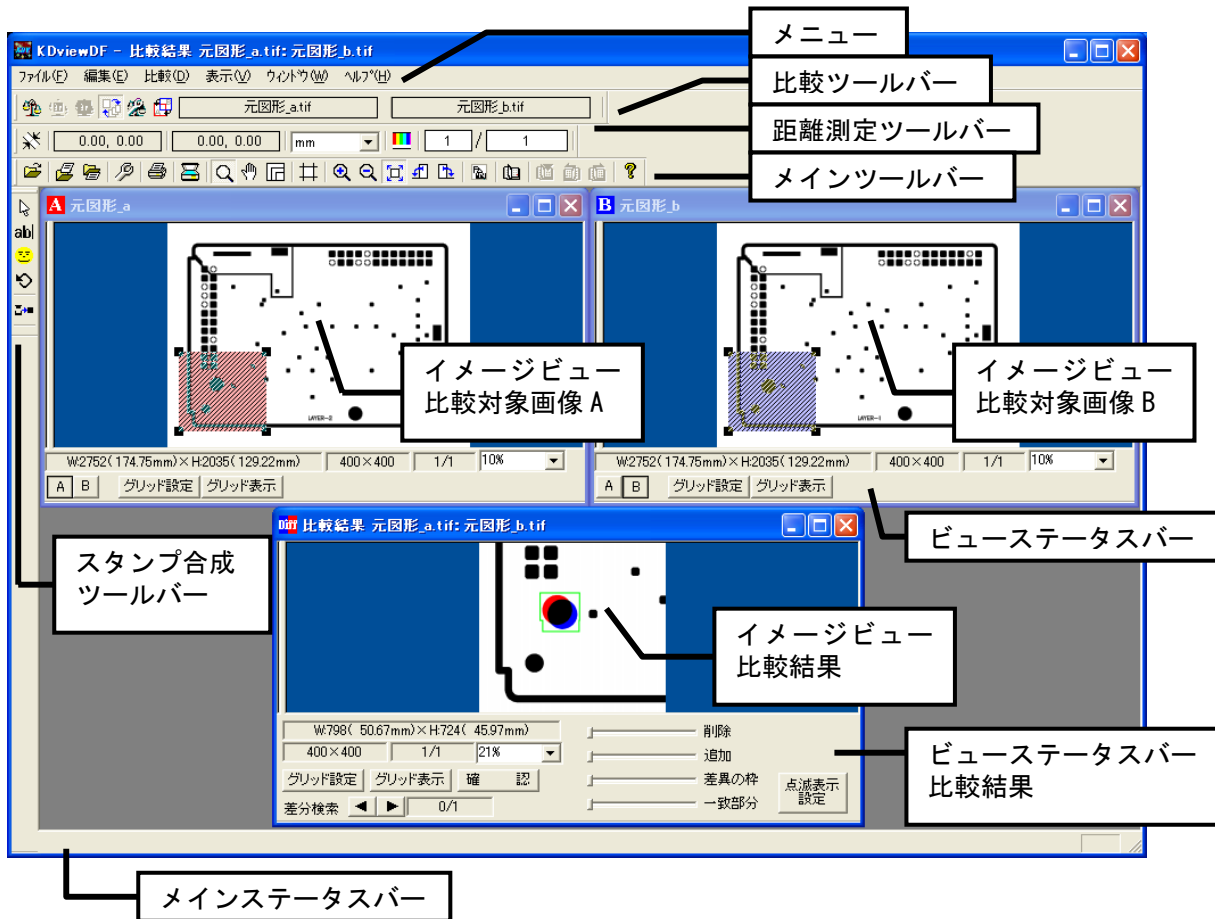 メニュー
KDviewDF - 比較結果 元図形_a.tif: 元図形_b.tif
ファイル(F) 編集(E) 比較(D) 表示(V) ウィンドウ(W) ヘルプ(H)
比較ツールバー
元図形_a.tif 元図形_b.tif
距離測定ツールバー
0.00, 0.00 0.00, 0.00 mm 1 / 1
メインツールバー
A 元図形_a
B 元図形_b
ab
イメージビュー
比較対象画像 A
イメージビュー
比較対象画像 B
LAYER-2
LAYER-1
W:2752( 174.75mm)×H:2035( 129.22mm) 400×400 1/1 10%
W:2752( 174.75mm)×H:2035( 129.22mm) 400×400 1/1 10%
A B グリッド設定 グリッド表示
A B グリッド設定 グリッド表示
Diff 比較結果 元図形_a.tif: 元図形_b.tif
ビューステータスバー
スタンプ合成
ツールバー
イメージビュー
比較結果
W:798( 50.67mm)×H:724( 45.97mm)
400×400 1/1 21%
グリッド設定 グリッド表示 確 認
差分検索 0/1
削除
追加
差異の枠
一致部分
点滅表示
設定
ビューステータスバー
比較結果
メインステータスバー